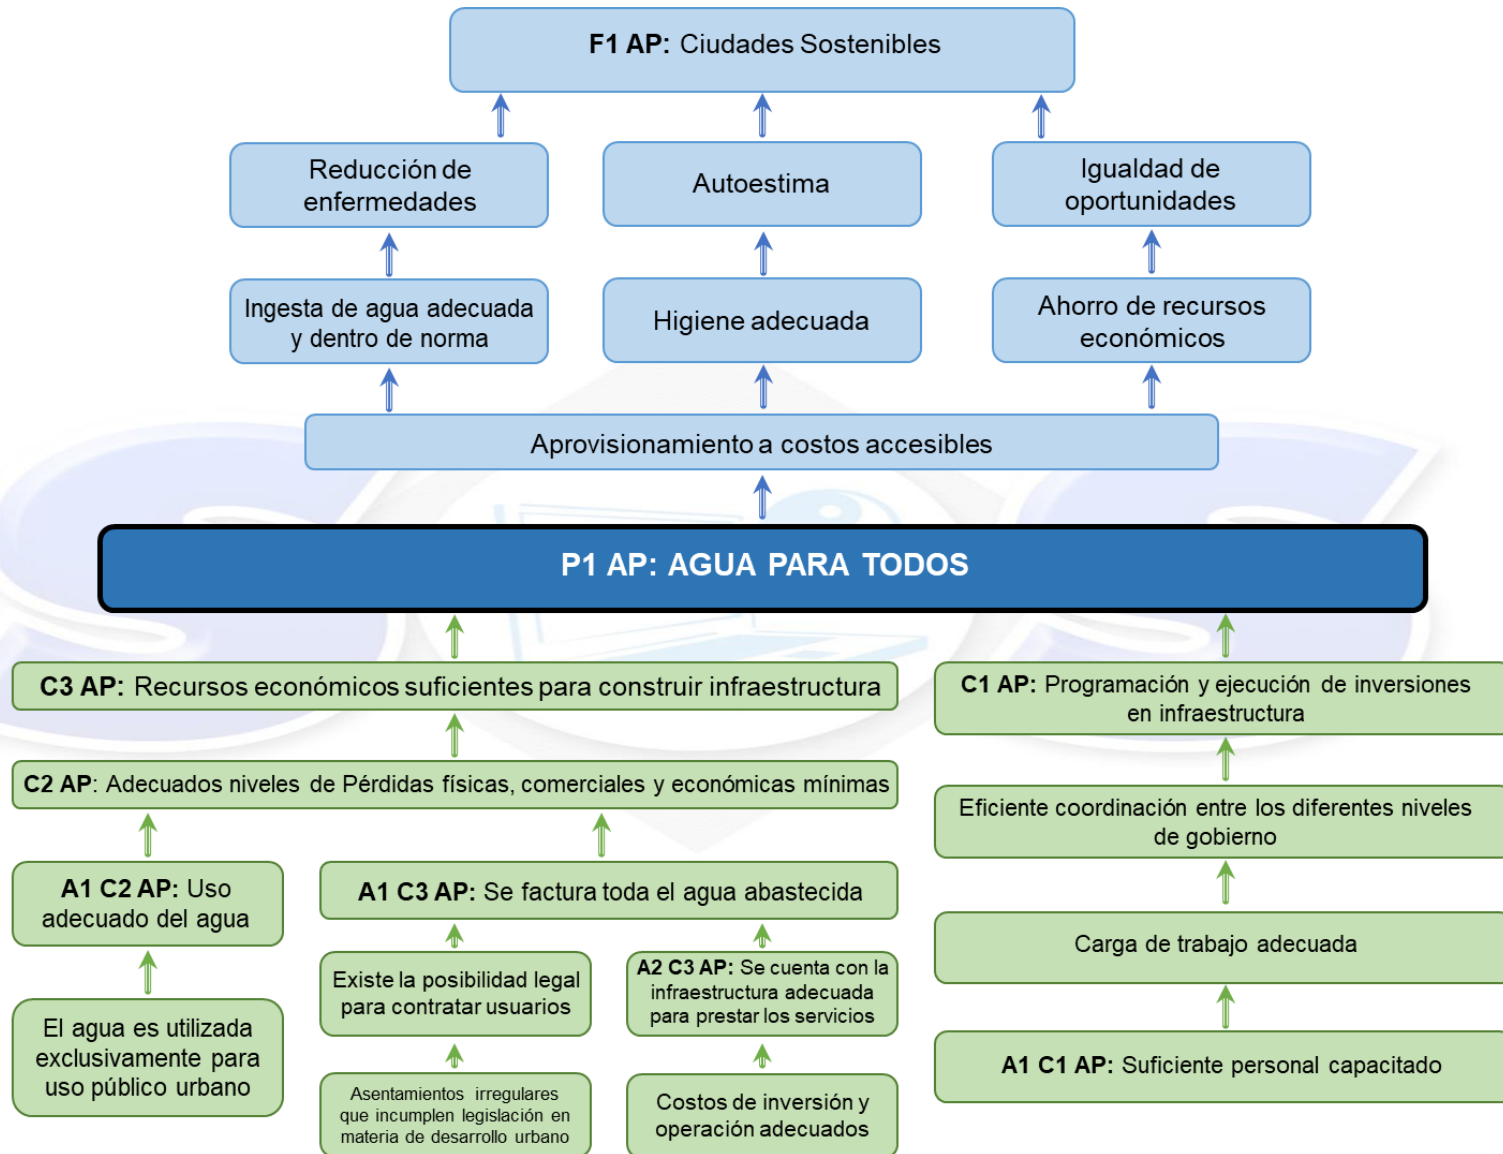 F1 AP: Ciudades Sostenibles
Reducción de
enfermedades
Autoestima
Igualdad de
oportunidades
Ingesta de agua adecuada
y dentro de norma
Higiene adecuada
Ahorro de recursos
económicos
Aprovisionamiento a costos accesibles
P1 AP: AGUA PARA TODOS
C3 AP: Recursos económicos suficientes para construir infraestructura
C2 AP: Adecuados niveles de Pérdidas físicas, comerciales y económicas mínimas
A1 C2 AP: Uso
adecuado del agua
El agua es utilizada
exclusivamente para
uso público urbano
A1 C3 AP: Se factura toda el agua abastecida
Existe la posibilidad legal
para contratar usuarios
Asentamientos irregulares
que incumplen legislación en
materia de desarrollo urbano
A2 C3 AP: Se cuenta con la
infraestructura adecuada
para prestar los servicios
Costos de inversión y
operación adecuados
C1 AP: Programación y ejecución de inversiones
en infraestructura
Eficiente coordinación entre los diferentes niveles
de gobierno
Carga de trabajo adecuada
A1 C1 AP: Suficiente personal capacitado
S S